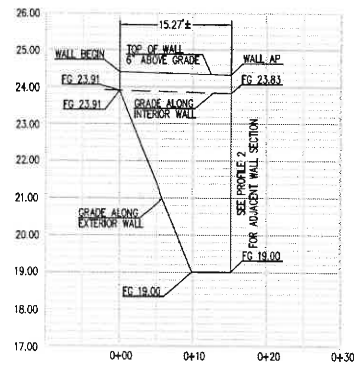 15.27'±
26.00
25.00
24.00
23.00
22.00
21.00
20.00
19.00
18.00
17.00
WALL BEGIN
FG 23.91
FG 23.91
TOP OF WALL
6" ABOVE GRADE
WALL AP
FG 23.83
GRADE ALONG
INTERIOR WALL
SEE PROFILE 2
FOR ADJACENT WALL SECTION
GRADE ALONG
EXTERIOR WALL
FG 19.00
FG 19.00
0+00
0+10
0+20
0+30